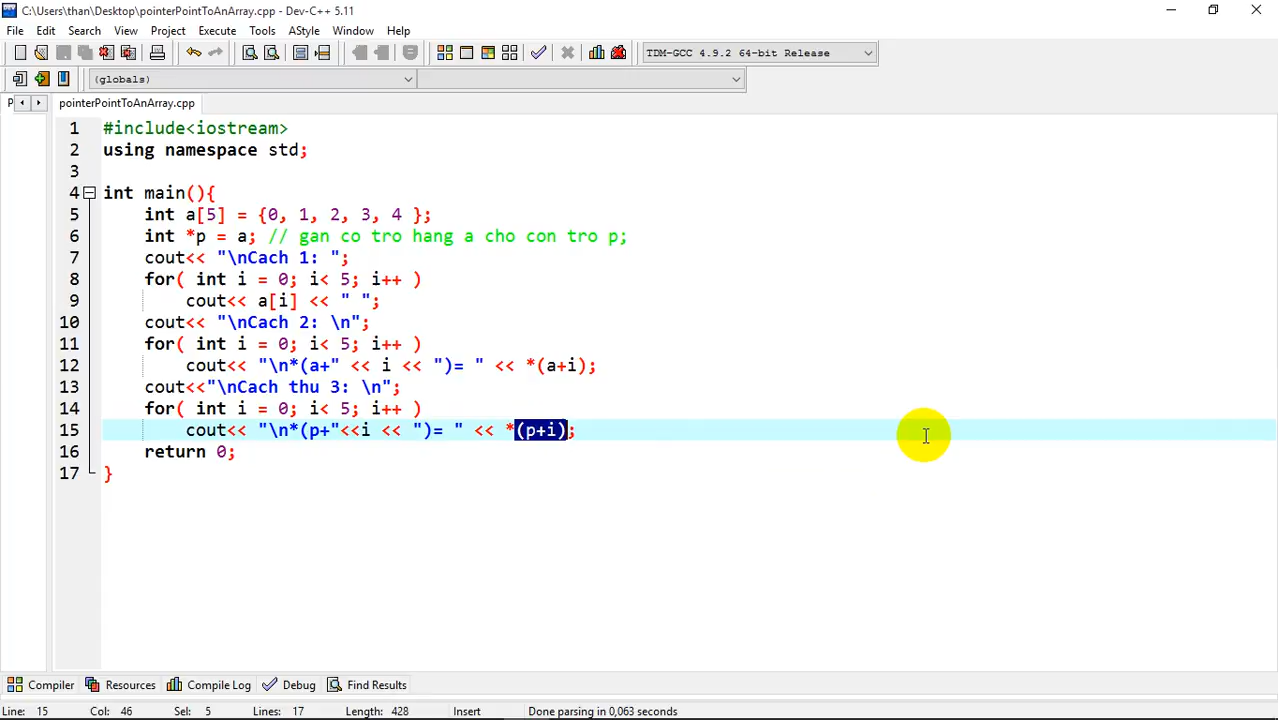 C:\Users\than\Desktop\pointerPointToAnArray.cpp - Dev-C++ 5.11
File Edit Search View Project Execute Tools AStyle Window Help
TDM-GCC 4.9.2 64-bit Release
(globals)
P pointerPointToAnArray.cpp
1 #include<iostream>
2 using namespace std;
3
4 int main(){
5 int a[5] = {0, 1, 2, 3, 4 };
6 int *p = a; // gan co tro hang a cho con tro p;
7 cout<< "\nCach 1: ";
8 for( int i = 0; i< 5; i++ )
9 cout<< a[i] << " ";
10 cout<< "\nCach 2: \n";
11 for( int i = 0; i< 5; i++ )
12 cout<< "\n*(a+" << i << ")= " << *(a+i);
13 cout<<"\nCach thu 3: \n";
14 for( int i = 0; i< 5; i++ )
15 cout<< "\n*(p+"<<i << ")= " << *(p+i);
16 return 0;
17 }
Compiler Resources Compile Log Debug Find Results
Line: 15 Col: 46 Sel: 5 Lines: 17 Length: 428 Insert Done parsing in 0,063 seconds